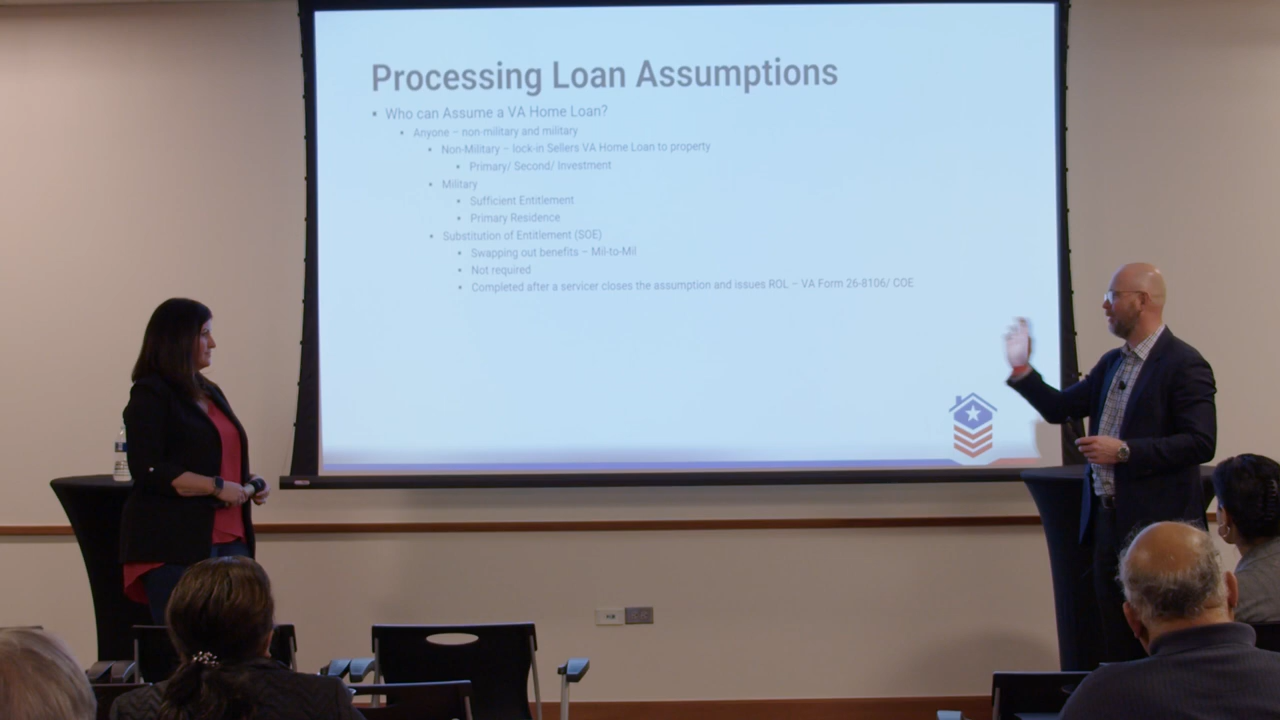 Processing Loan Assumptions
▪ Who can Assume a VA Home Loan?
▪ Anyone – non-military and military
▪ Non-Military – lock-in Sellers VA Home Loan to property
▪ Primary/ Second/ Investment
▪ Military
▪ Sufficient Entitlement
▪ Primary Residence
▪ Substitution of Entitlement (SOE)
▪ Swapping out benefits – Mil-to-Mil
▪ Not required
▪ Completed after a servicer closes the assumption and issues ROL – VA Form 26-8106/ COE